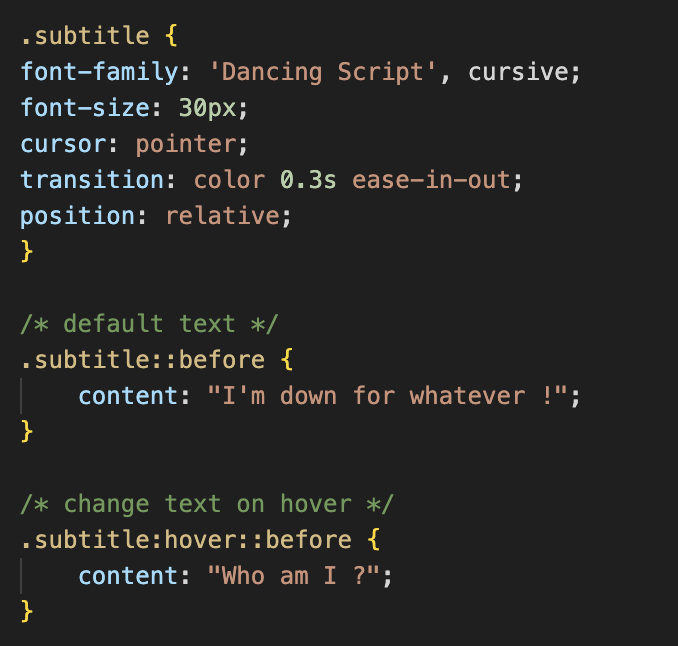 .subtitle {
font-family: 'Dancing Script', cursive;
font-size: 30px;
cursor: pointer;
transition: color 0.3s ease-in-out;
position: relative;
}
/* default text */
.subtitle::before {
content: "I'm down for whatever !";
}
/* change text on hover */
.subtitle:hover::before {
content: "Who am I ?";
}